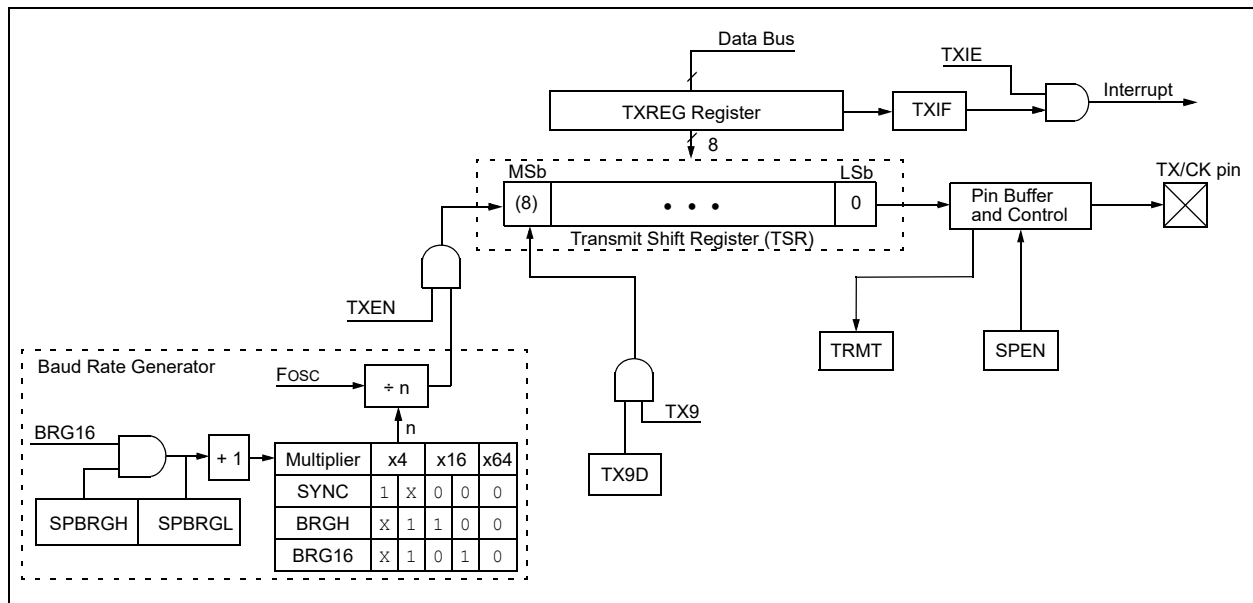 Data Bus
TXIE
Interrupt
TXREG Register
TXIF
8
MSb
LSb
TX/CK pin
(8)
• • •
0
Pin Buffer
and Control
Transmit Shift Register (TSR)
TXEN
TRMT
SPEN
Baud Rate Generator
FOSC
÷ n
TX9
n
BRG16
+ 1
Multiplier x4 x16 x64
TX9D
SYNC 1 X 0 0 0
SPBRGH SPBRGL
BRGH X 1 1 0 0
BRG16 X 1 0 1 0